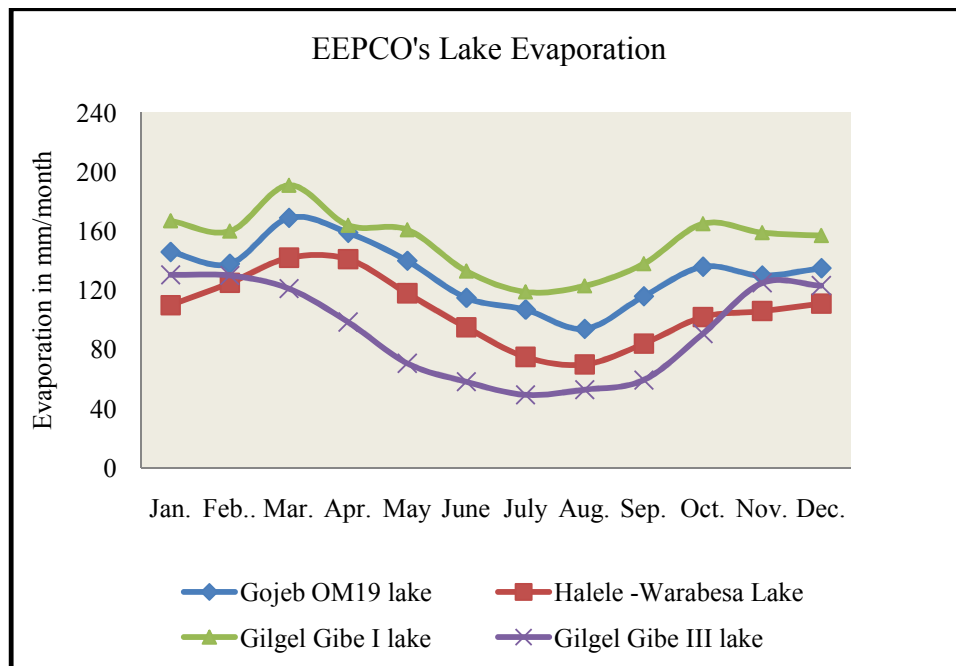 EEPCO's Lake Evaporation
Evaporation in mm/month
240
200
160
120
80
40
0
Jan. Feb.. Mar. Apr. May June July Aug. Sep. Oct. Nov. Dec.
Gojeb OM19 lake
Halele -Warabesa Lake
Gilgel Gibe I lake
Gilgel Gibe III lake